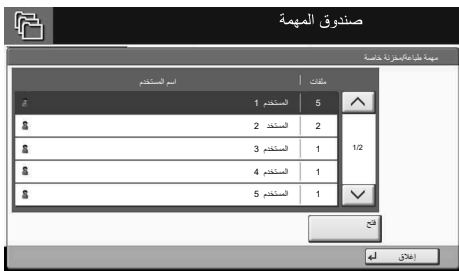 صندوق المهمة
مهمة طباعة/مخزنة خاصة
اسم المستخدم ملفات
المستخدم 1 5
المستخد 2 2
المستخدم 3 1
المستخدم 4 1
المستخدم 5 1
1/2
فتح
إغلاق